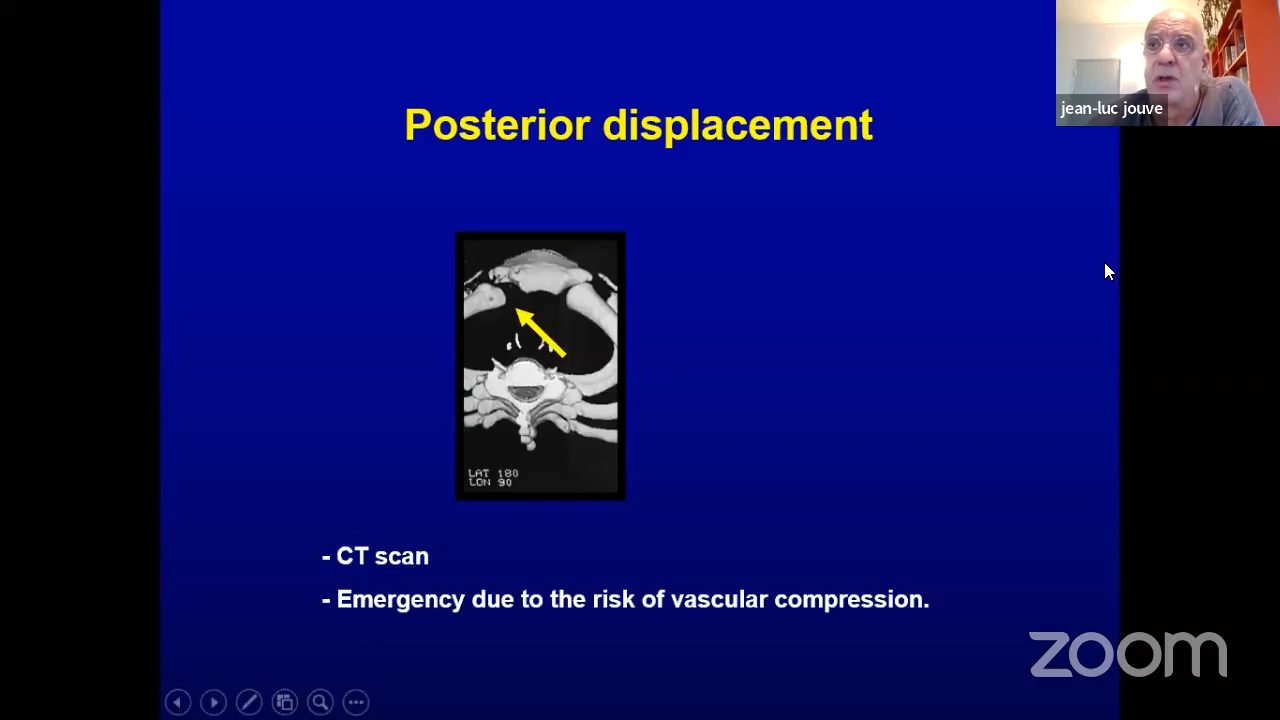 jean-luc jouve
Posterior displacement
LAT 180
LON 90
- CT scan
- Emergency due to the risk of vascular compression.
zoom